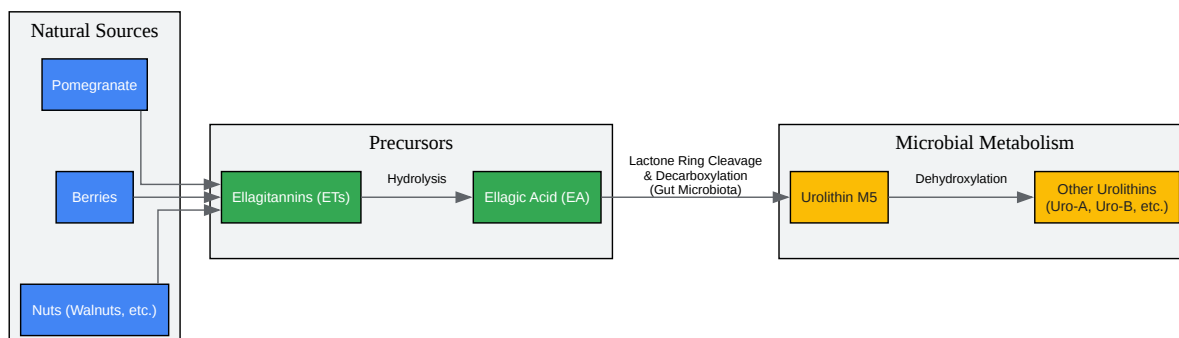 Natural Sources
Pomegranate
Berries
Nuts (Walnuts, etc.)
Precursors
Ellagitannins (ETs)
Hydrolysis
Ellagic Acid (EA)
Lactone Ring Cleavage
& Decarboxylation
(Gut Microbiota)
Microbial Metabolism
Urolithin M5
Dehydroxylation
Other Urolithins
(Uro-A, Uro-B, etc.)